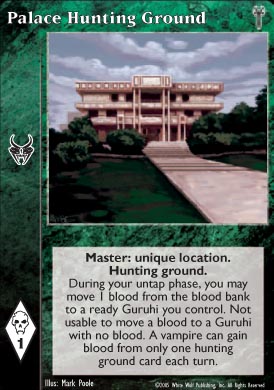 Palace Hunting Ground
Master: unique location.
Hunting ground.
During your untap phase, you may
move 1 blood from the blood bank
to a ready Guruhi you control. Not
usable to move a blood to a Guruhi
with no blood. A vampire can gain
blood from only one hunting
ground card each turn.
1
Illus: Mark Poole
©2005 White Wolf Publishing, Inc. All Rights Reserved.